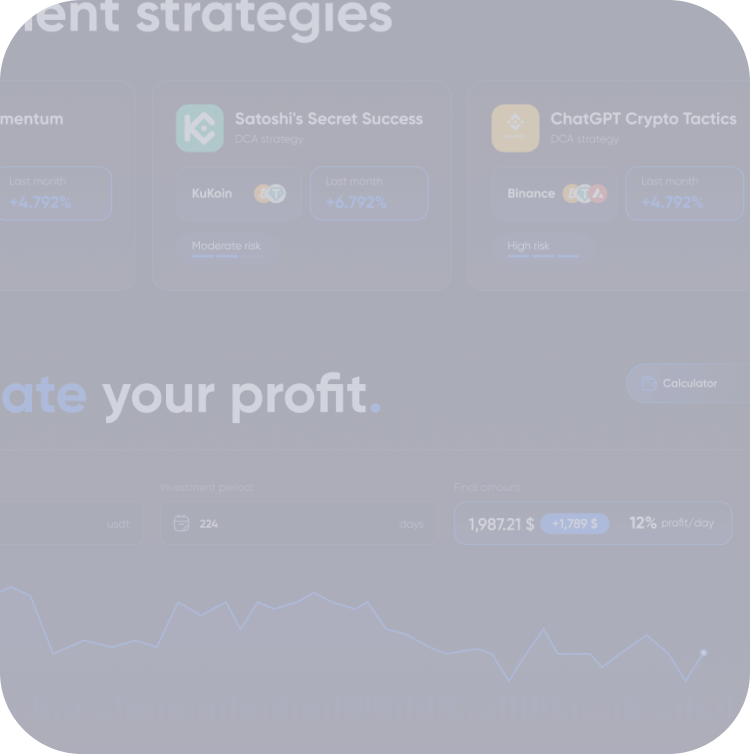 ent strategies
mentum
Satoshi's Secret Success
DCA strategy
ChatGPT Crypto Tactics
DCA strategy
Last month
+4.792%
KuKoin
Last month
+6.792%
Binance
Last month
+4.792%
Moderate risk
High risk
ate your profit.
Calculator
Investment period
Final amount
usdt
224
days
1,987.21 $
+1,789 $
12% profit/day